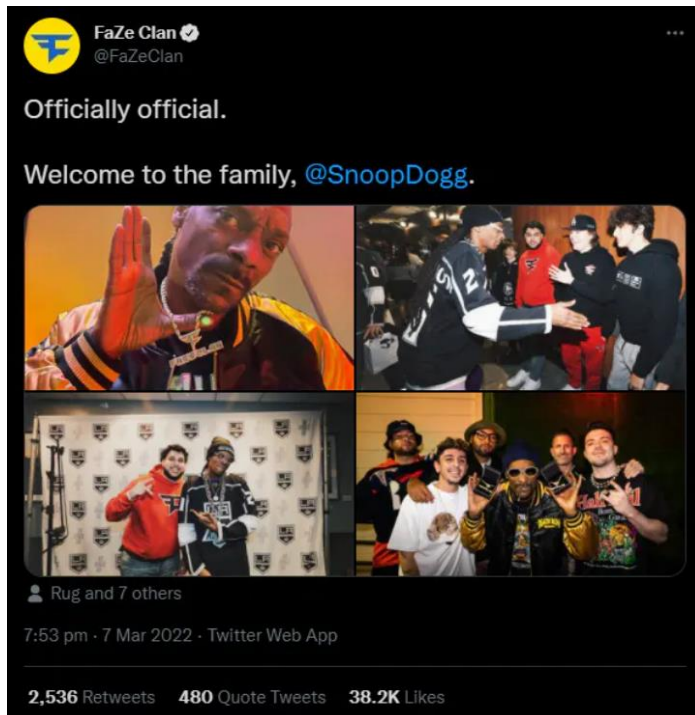 FaZe Clan
@FaZeClan
Officially official.
Welcome to the family, @SnoopDogg.
2
Rug and 7 others
7:53 pm · 7 Mar 2022 · Twitter Web App
2,536 Retweets 480 Quote Tweets 38.2K Likes